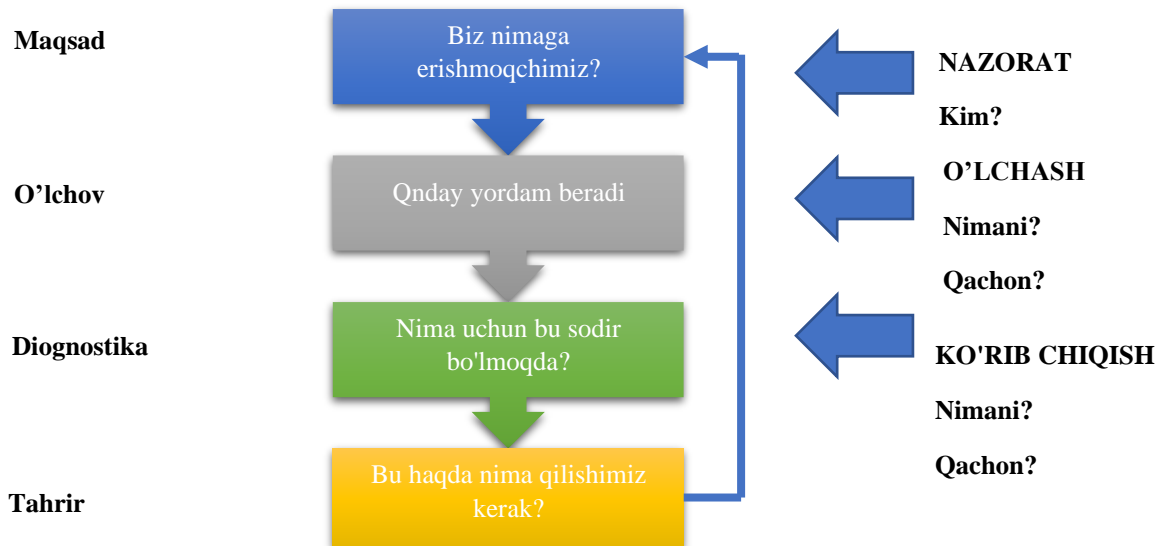 Maqsad
Biz nimaga
erishmoqchimiz?
NAZORAT
Kim?
O’lchov
Qnday yordam beradi
O’LCHASH
Nimani?
Qachon?
Diognostika
Nima uchun bu sodir
bo'lmoqda?
KO'RIB CHIQISH
Nimani?
Qachon?
Tahrir
Bu haqda nima qilishimiz
kerak?